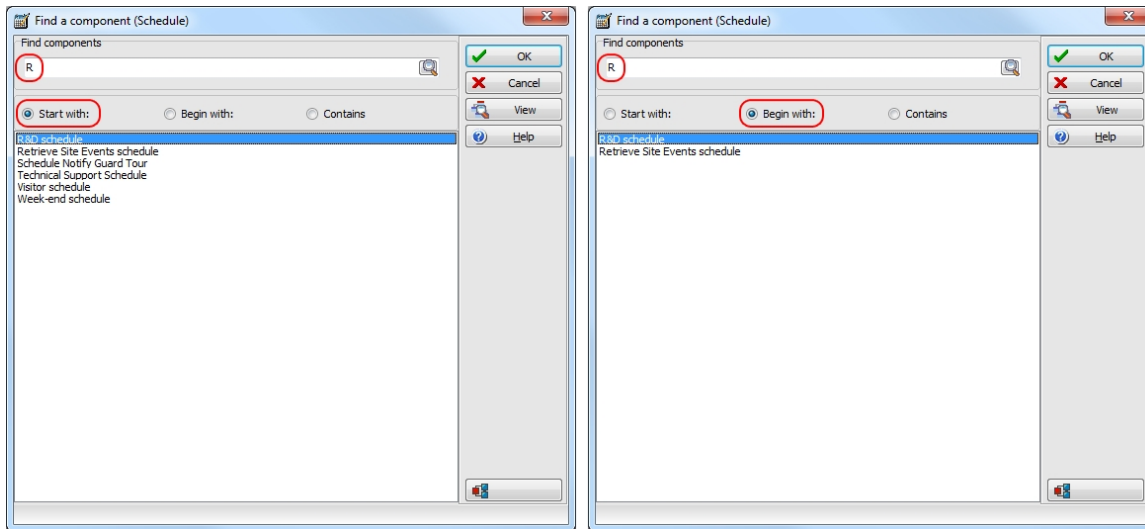 Find a component (Schedule)
Find components
R
Start with: Begin with: Contains
R&D schedule
Retrieve Site Events schedule
Schedule Notify Guard Tour
Technical Support Schedule
Visitor schedule
Week-end schedule
OK
Cancel
View
Help
Find a component (Schedule)
Find components
R
Start with: Begin with: Contains
R&D schedule
Retrieve Site Events schedule
OK
Cancel
View
Help